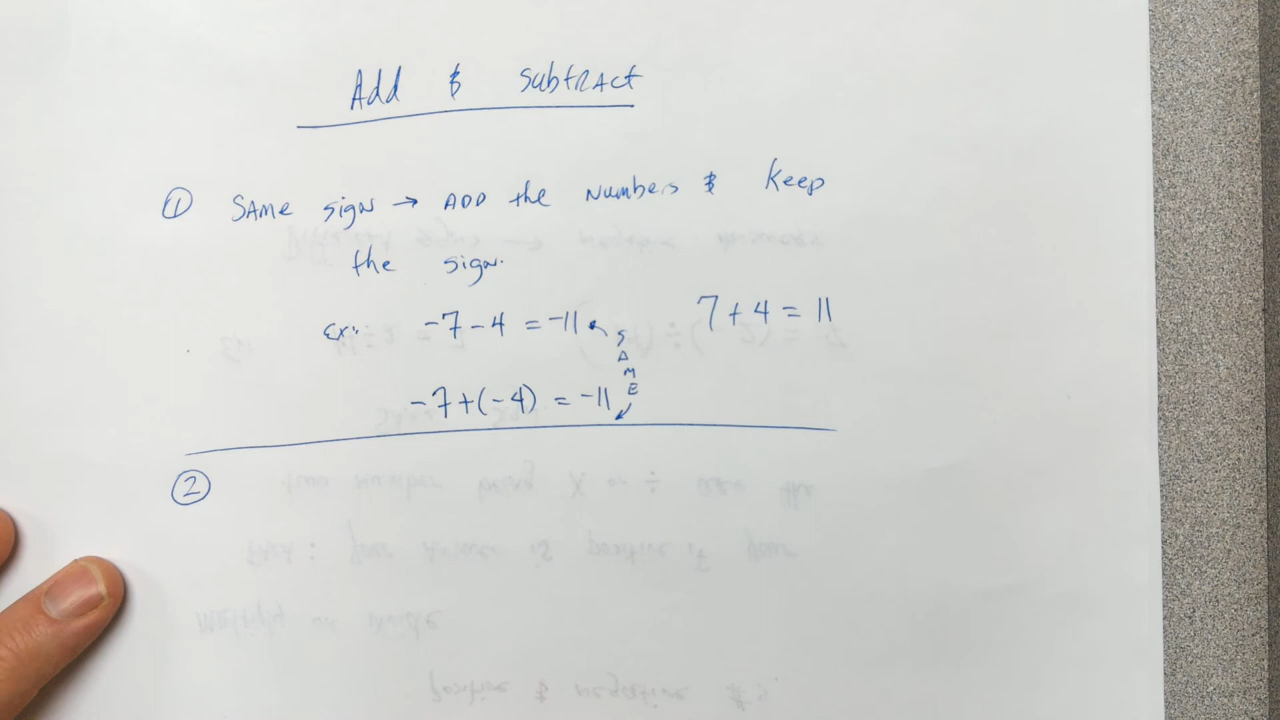 Add & Subtract
① Same sign → ADD the Numbers & Keep
the sign.
Ex: -7-4 = -11 7+4 = 11
SAME
-7+(-4) = -11
②